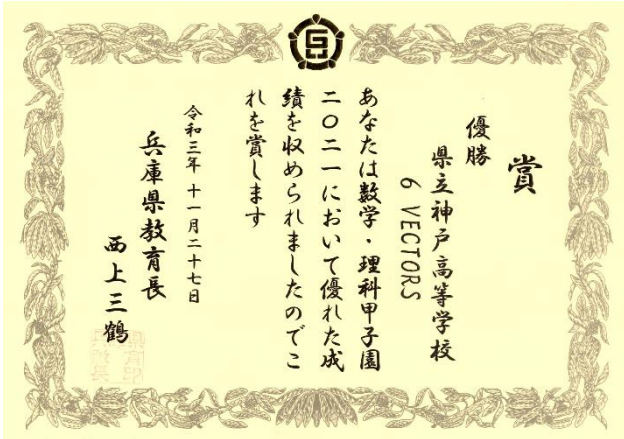 賞
優勝
県立神戸高等学校
6 VECTORS
あなたは数学・理科甲子園
二〇二一において優れた成
績を収められましたのでこ
れを賞します
令和三年十一月二十七日
兵庫県教育長
西上三鶴